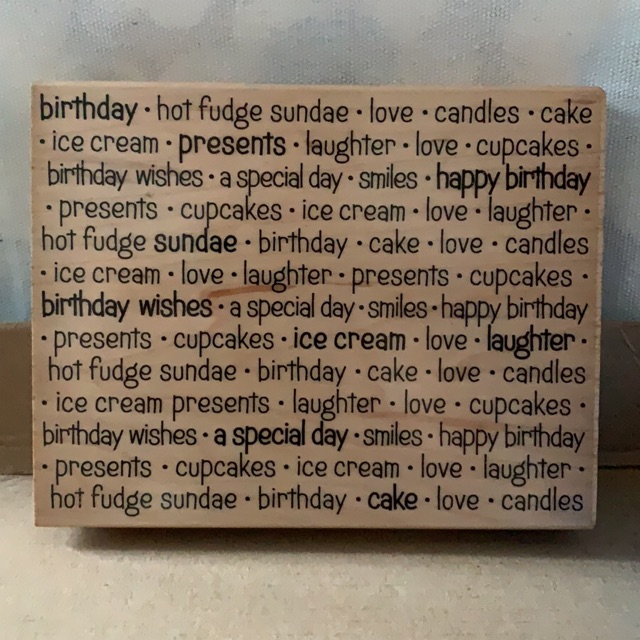 birthday · hot fudge sundae · love · candles · cake
· ice cream · presents · laughter · love · cupcakes ·
birthday wishes · a special day · smiles · happy birthday
· presents · cupcakes · ice cream · love · laughter ·
hot fudge sundae · birthday · cake · love · candles
· ice cream · love · laughter · presents · cupcakes ·
birthday wishes · a special day · smiles · happy birthday
· presents · cupcakes · ice cream · love · laughter ·
hot fudge sundae · birthday · cake · love · candles
· ice cream presents · laughter · love · cupcakes ·
birthday wishes · a special day · smiles · happy birthday
· presents · cupcakes · ice cream · love · laughter ·
hot fudge sundae · birthday · cake · love · candles